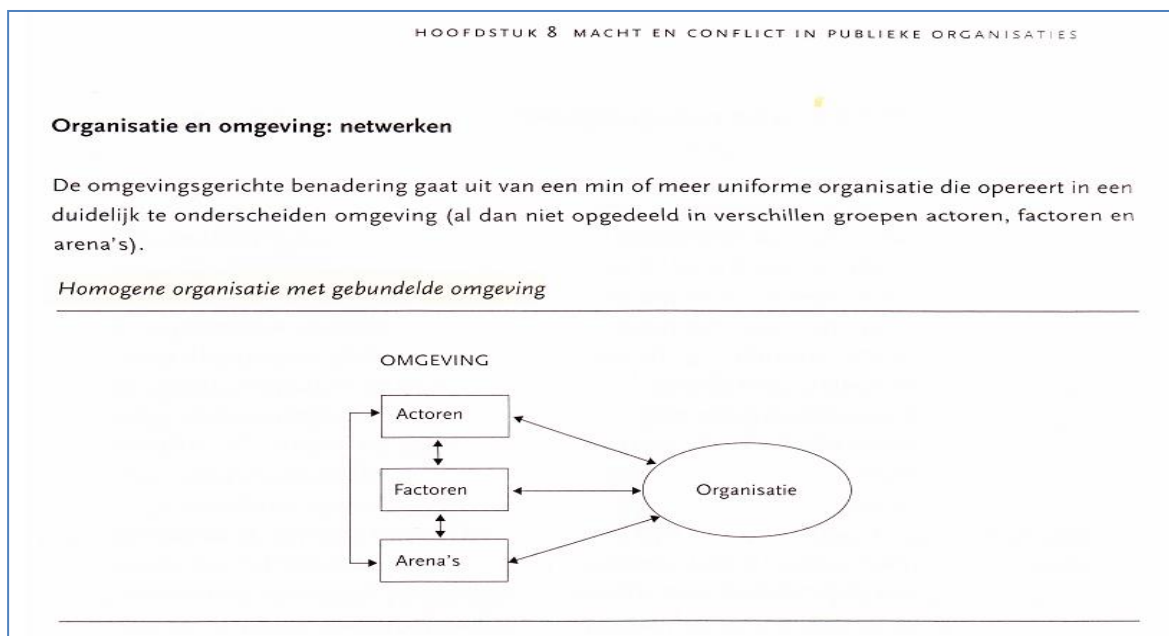 HOOFDSTUK 8 MACHT EN CONFLICT IN PUBLIEKE ORGANISATIES
Organisatie en omgeving: netwerken
De omgevingsgerichte benadering gaat uit van een min of meer uniforme organisatie die opereert in een
duidelijk te onderscheiden omgeving (al dan niet opgedeeld in verschillen groepen actoren, factoren en
arena's).
Homogene organisatie met gebundelde omgeving
OMGEVING
Actoren
Factoren
Organisatie
Arena's